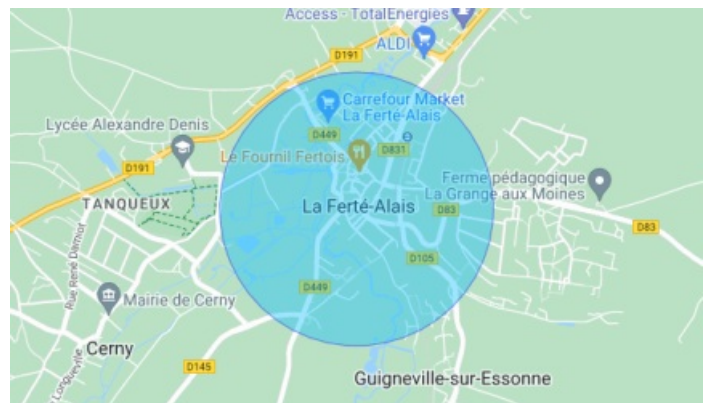 Access - TotalEnergies
ALDI
D191
Carrefour Market
La Ferté-Alais
D449
D831
Lycée Alexandre Denis
Le Fournil Fertois
D191
Ferme pédagogique
La Grange aux Moines
TANQUEUX
La Ferté-Alais
D83
D83
Rue René Damiot
D105
D449
Mairie de Cerny
Cerny
D145
Longueville
Guigneville-sur-Essonne